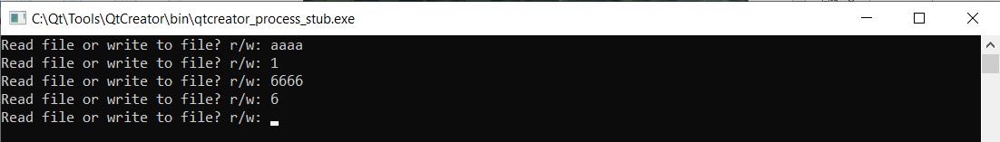 C:\Qt\Tools\QtCreator\bin\qtcreator_process_stub.exe
Read file or write to file? r/w: aaaa
Read file or write to file? r/w: 1
Read file or write to file? r/w: 6666
Read file or write to file? r/w: 6
Read file or write to file? r/w: